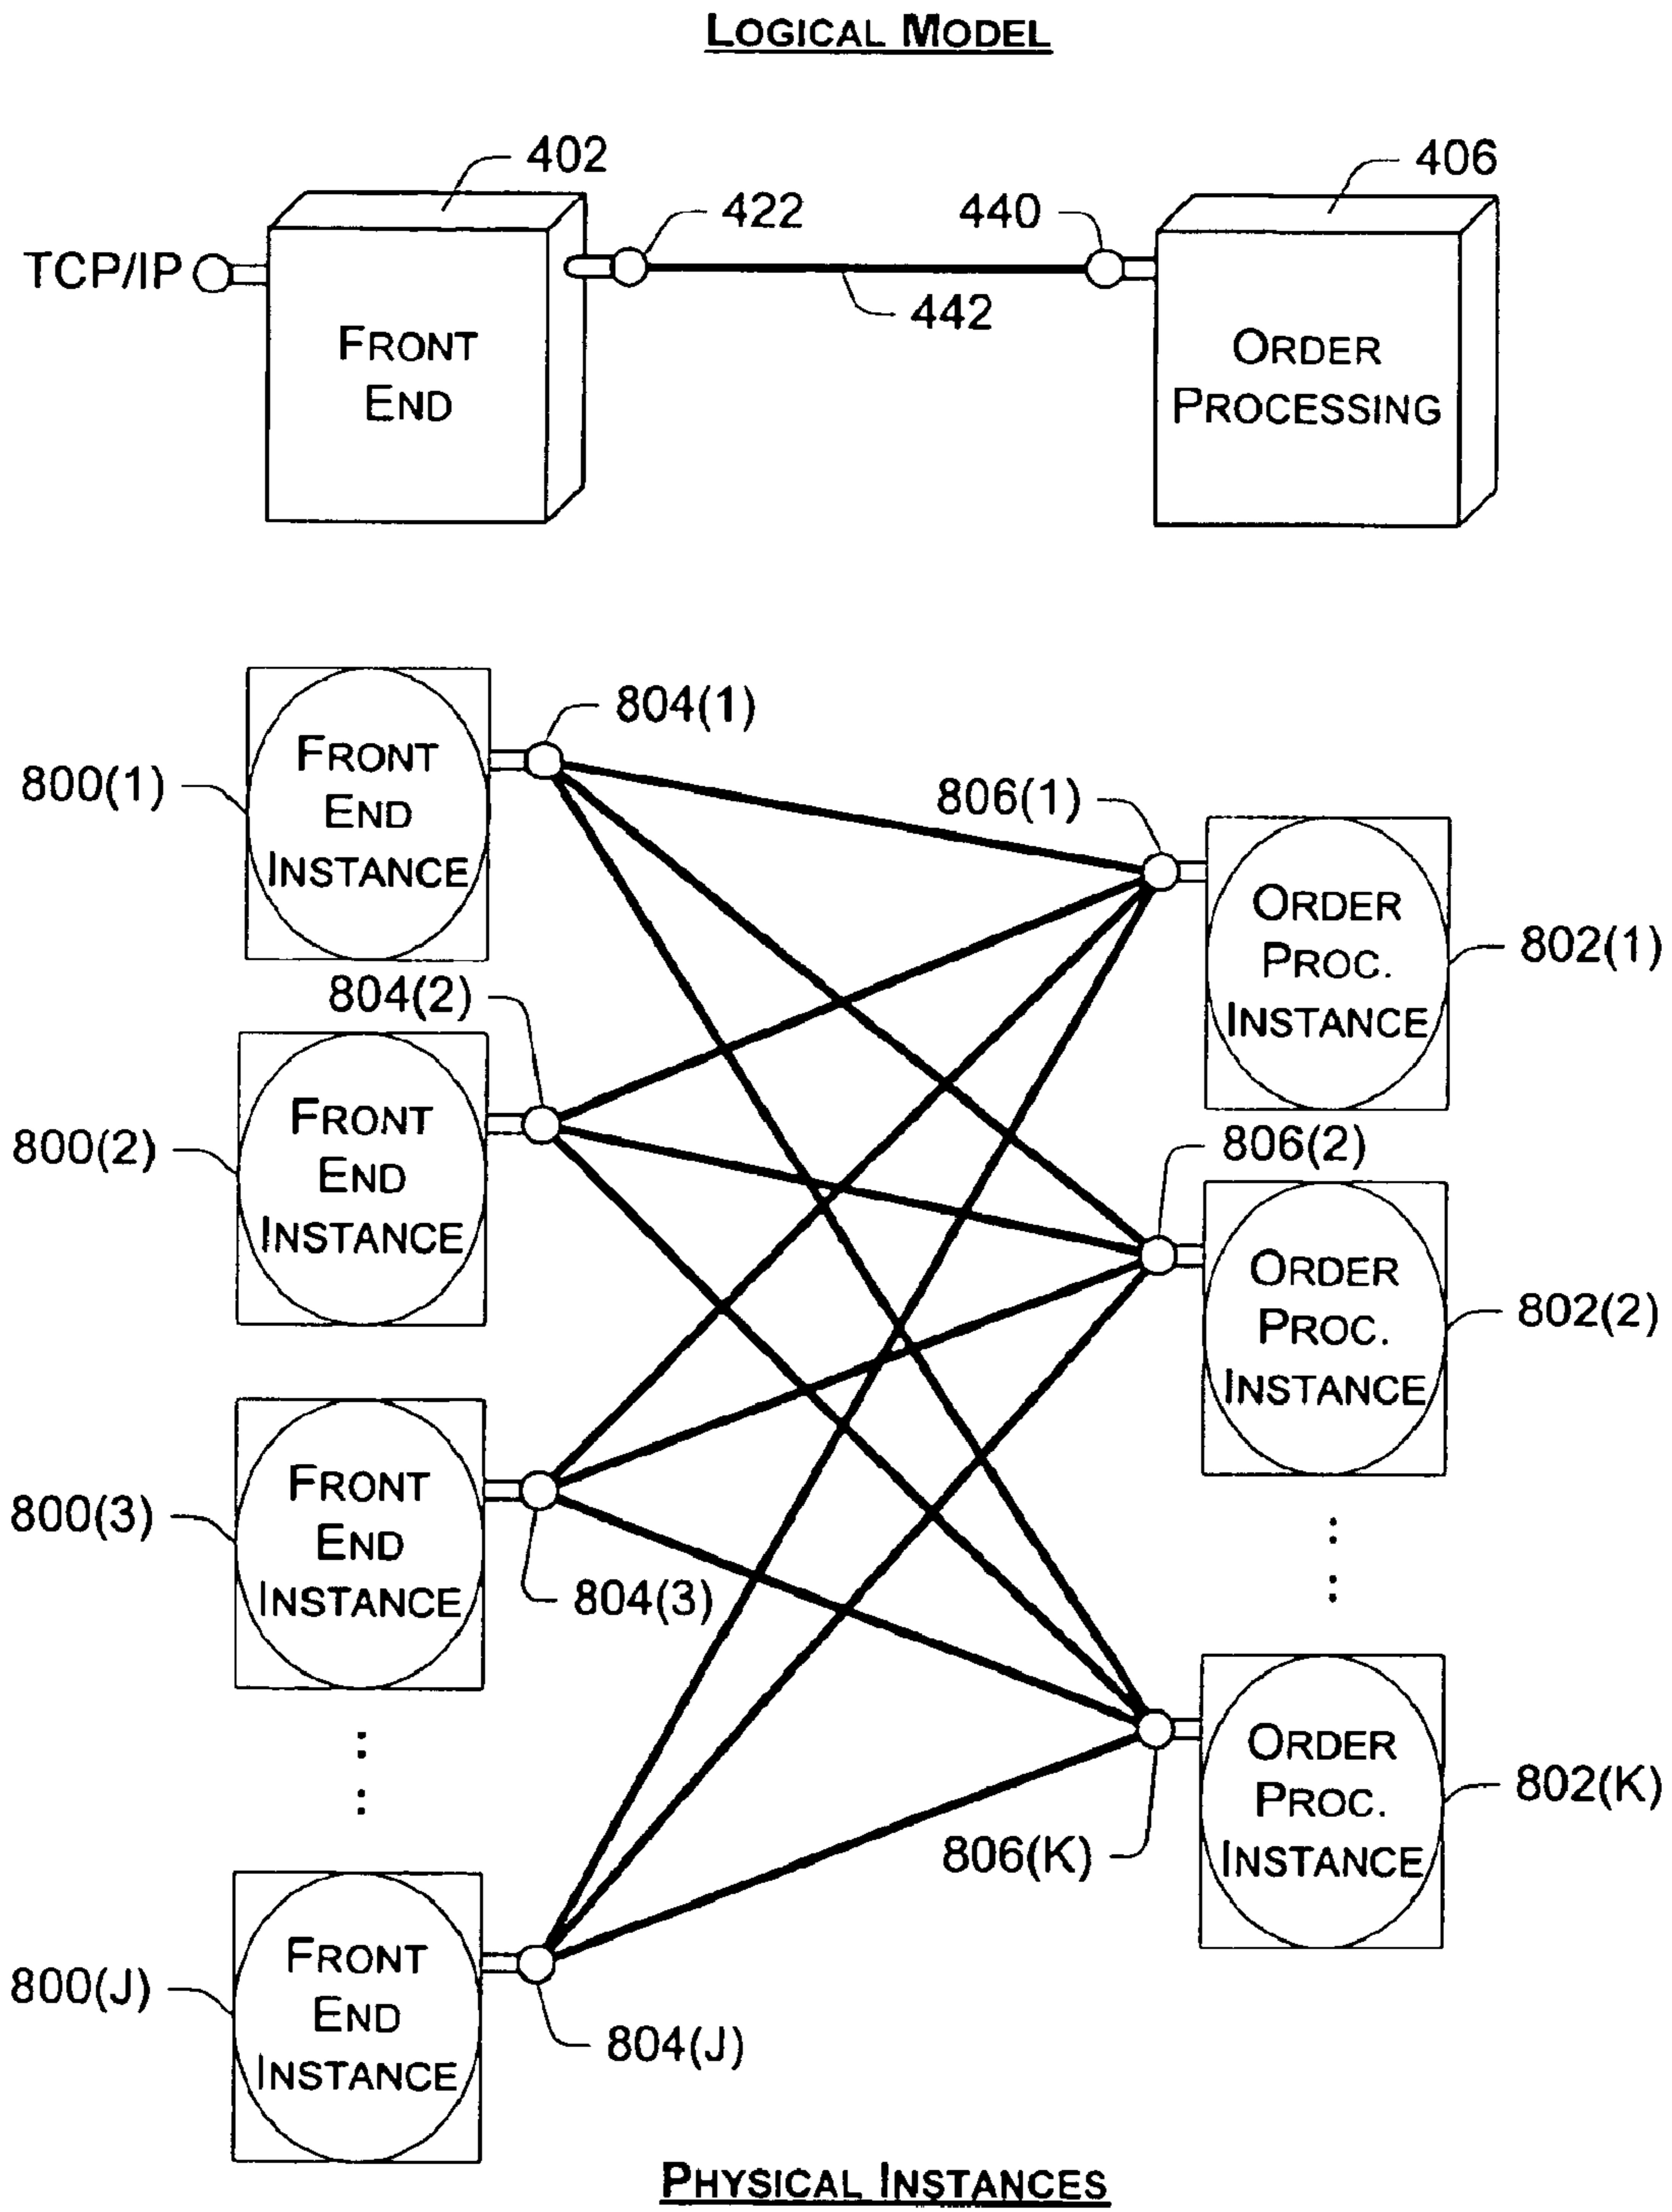 LOGICAL MODEL
402
406
422
440
TCP/IP
442
FRONT
END
ORDER
PROCESSING
804(1)
800(1)
FRONT
END
INSTANCE
806(1)
ORDER
PROC.
INSTANCE
802(1)
804(2)
800(2)
FRONT
END
INSTANCE
806(2)
ORDER
PROC.
INSTANCE
802(2)
800(3)
FRONT
END
INSTANCE
804(3)
ORDER
PROC.
INSTANCE
802(K)
806(K)
800(J)
FRONT
END
INSTANCE
804(J)
PHYSICAL INSTANCES